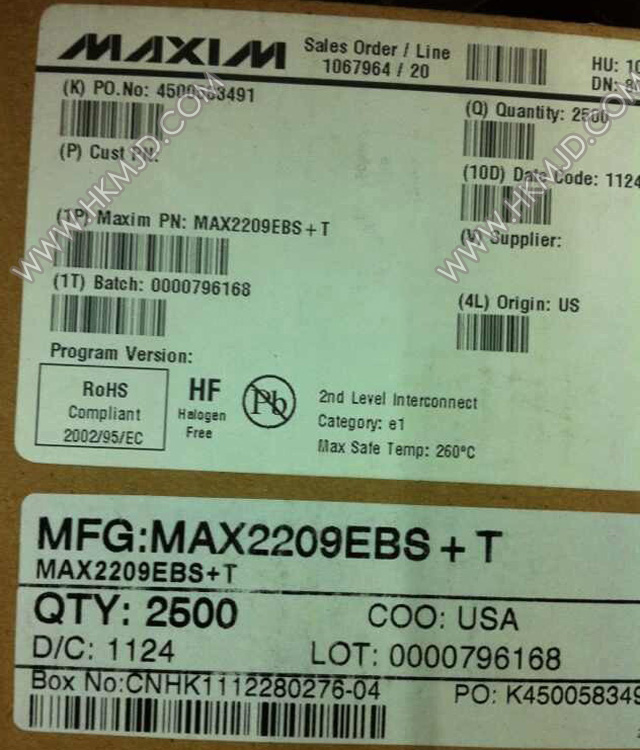 MAXIM
Sales Order / Line
1067964 / 20
HU: 10
DN:
(K) PO.No: 4500583491
(Q) Quantity: 2500
(P) Cust PN:
(10D) Date Code: 1124
(1P) Maxim PN: MAX2209EBS+T
(V) Supplier:
(1T) Batch: 0000796168
(4L) Origin: US
Program Version:
RoHS
Compliant
2002/95/EC
HF
Halogen
Free
Pb
2nd Level Interconnect
Category: e1
Max Safe Temp: 260°C
WWW.HKMJD.COM
WWW.HKMJD.COM
MFG:MAX2209EBS+T
MAX2209EBS+T
QTY: 2500
COO: USA
D/C: 1124
LOT: 0000796168
Box No:CNHK1112280276-04
PO: K450058349